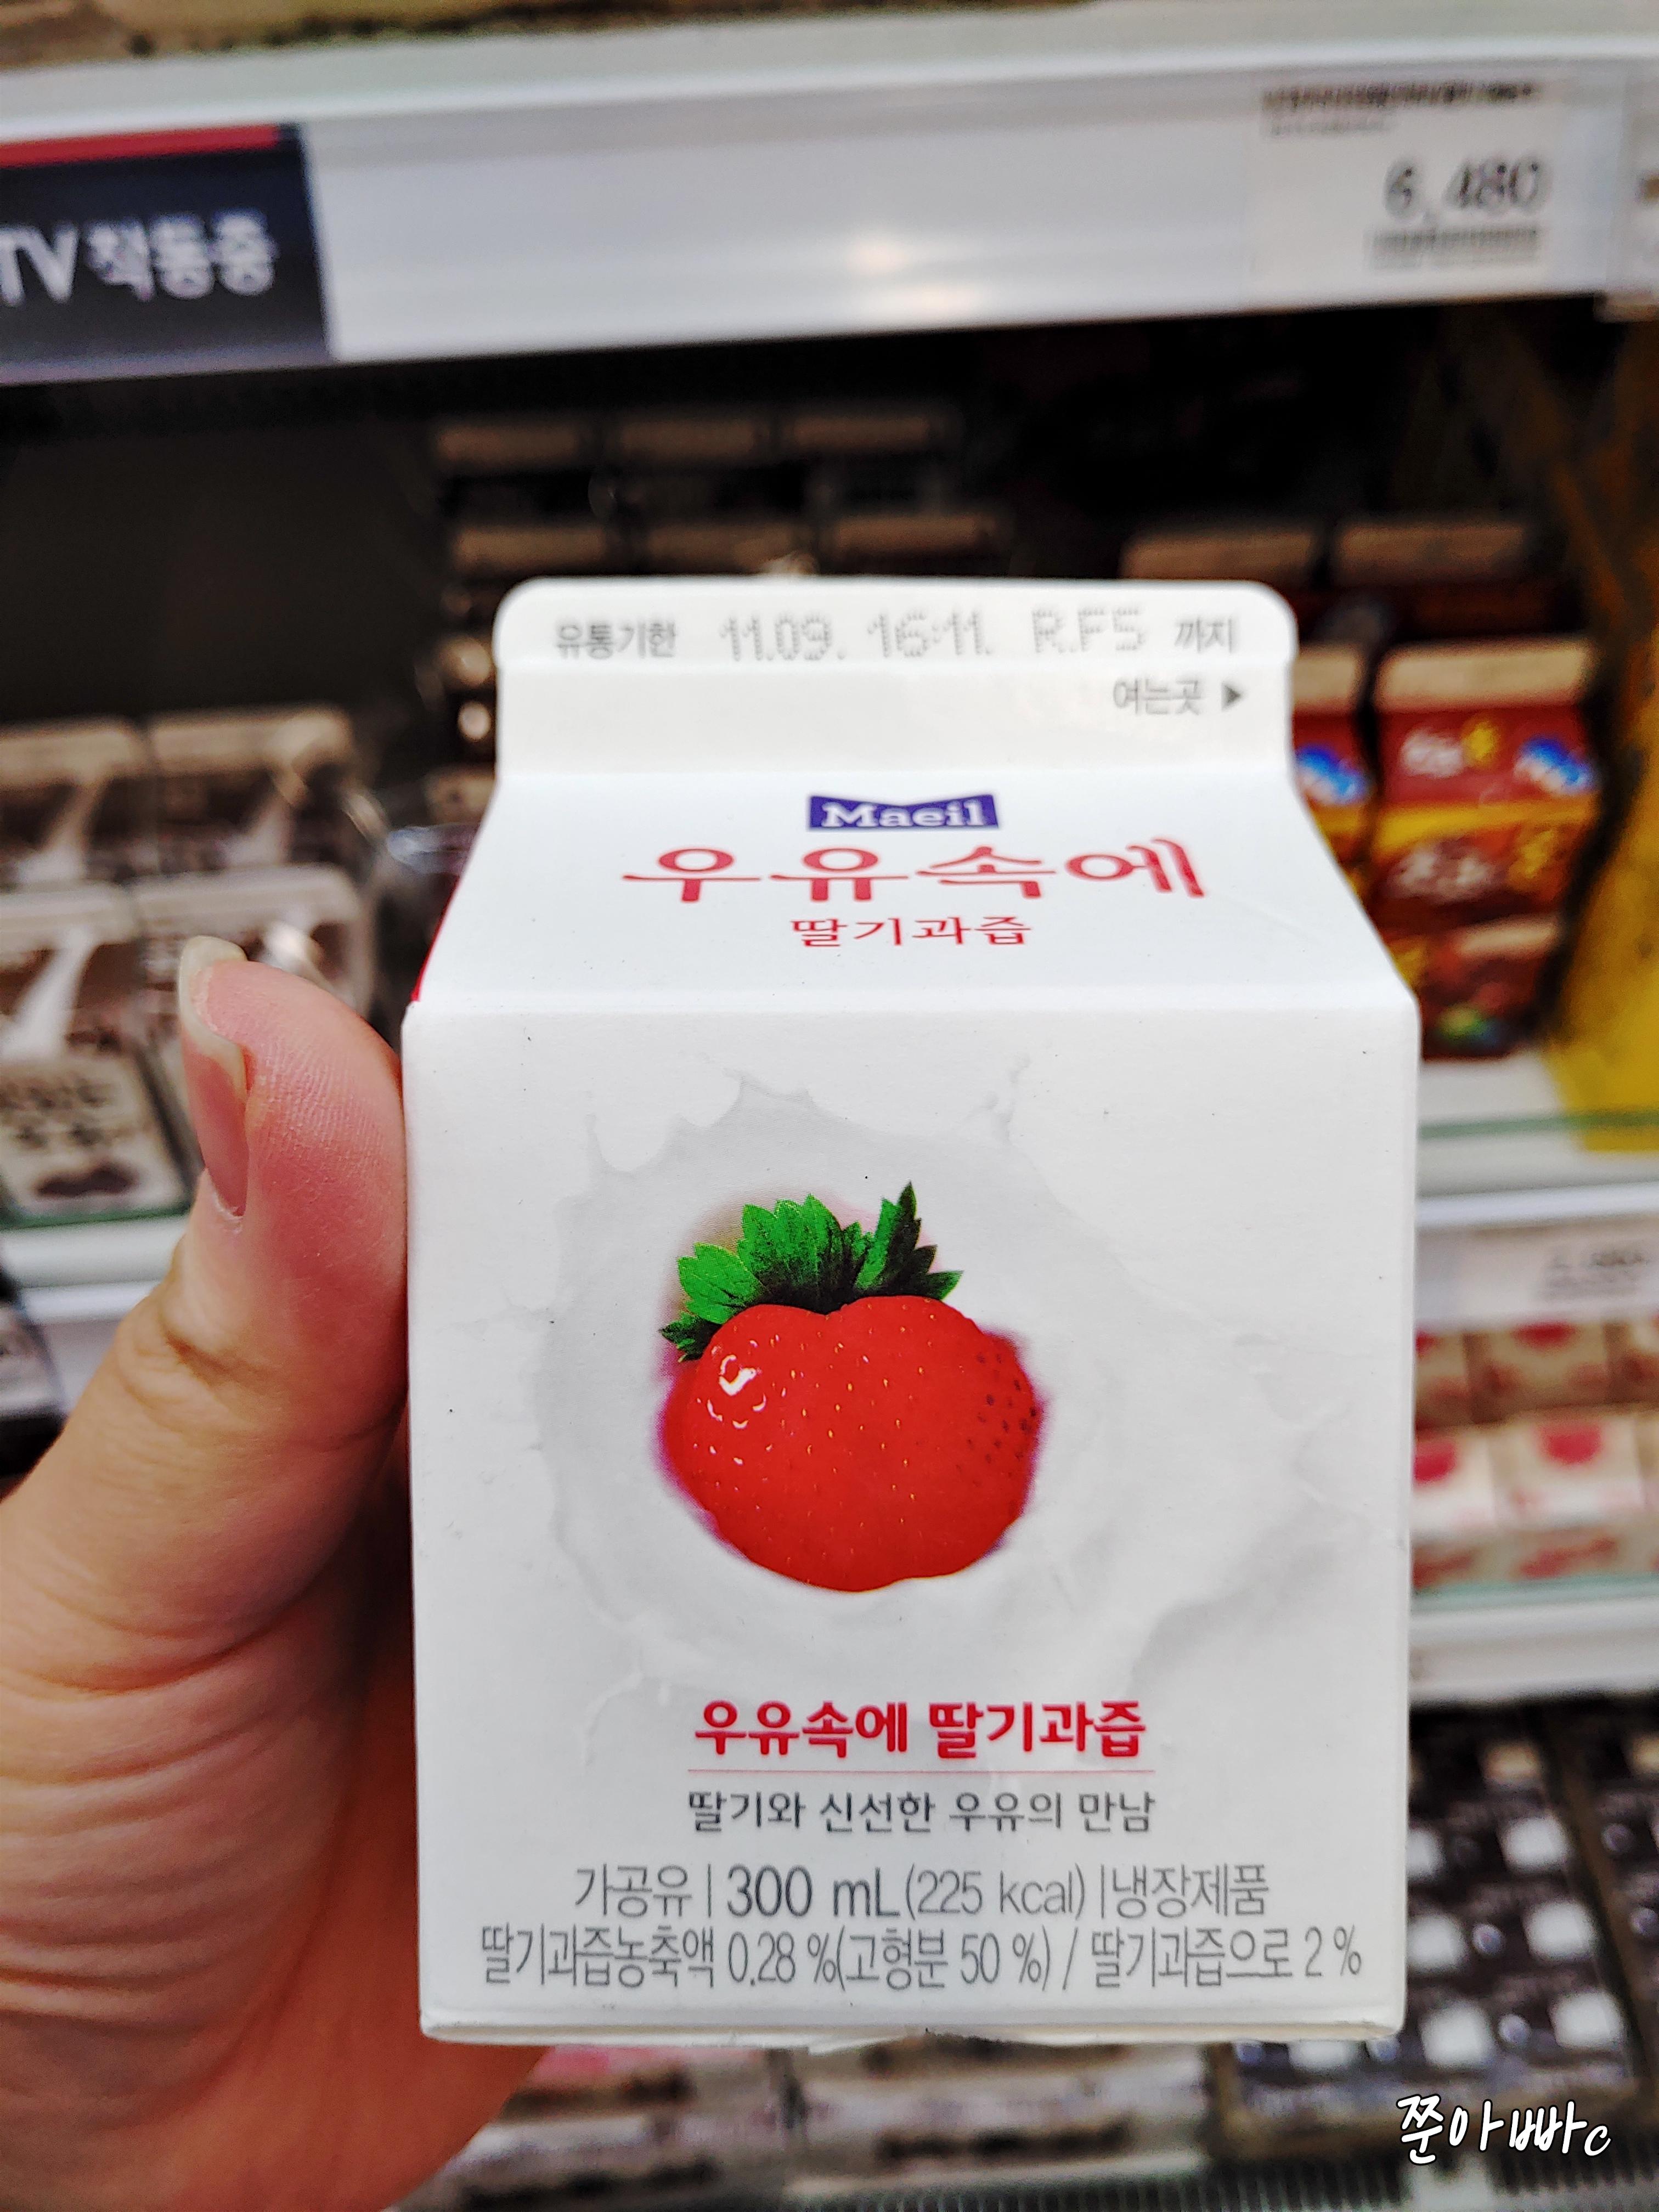 6,480
TV 책동중
유통기한 11.09. 16:11. R.F5 까지
여는곳 ▶
Maeil
우유속에
딸기과즙
우유속에 딸기과즙
딸기와 신선한 우유의 만남
가공유 | 300 mL(225 kcal) | 냉장제품
딸기과즙농축액 0.28 %(고형분 50 %) / 딸기과즙으로 2 %
쭌아빠c